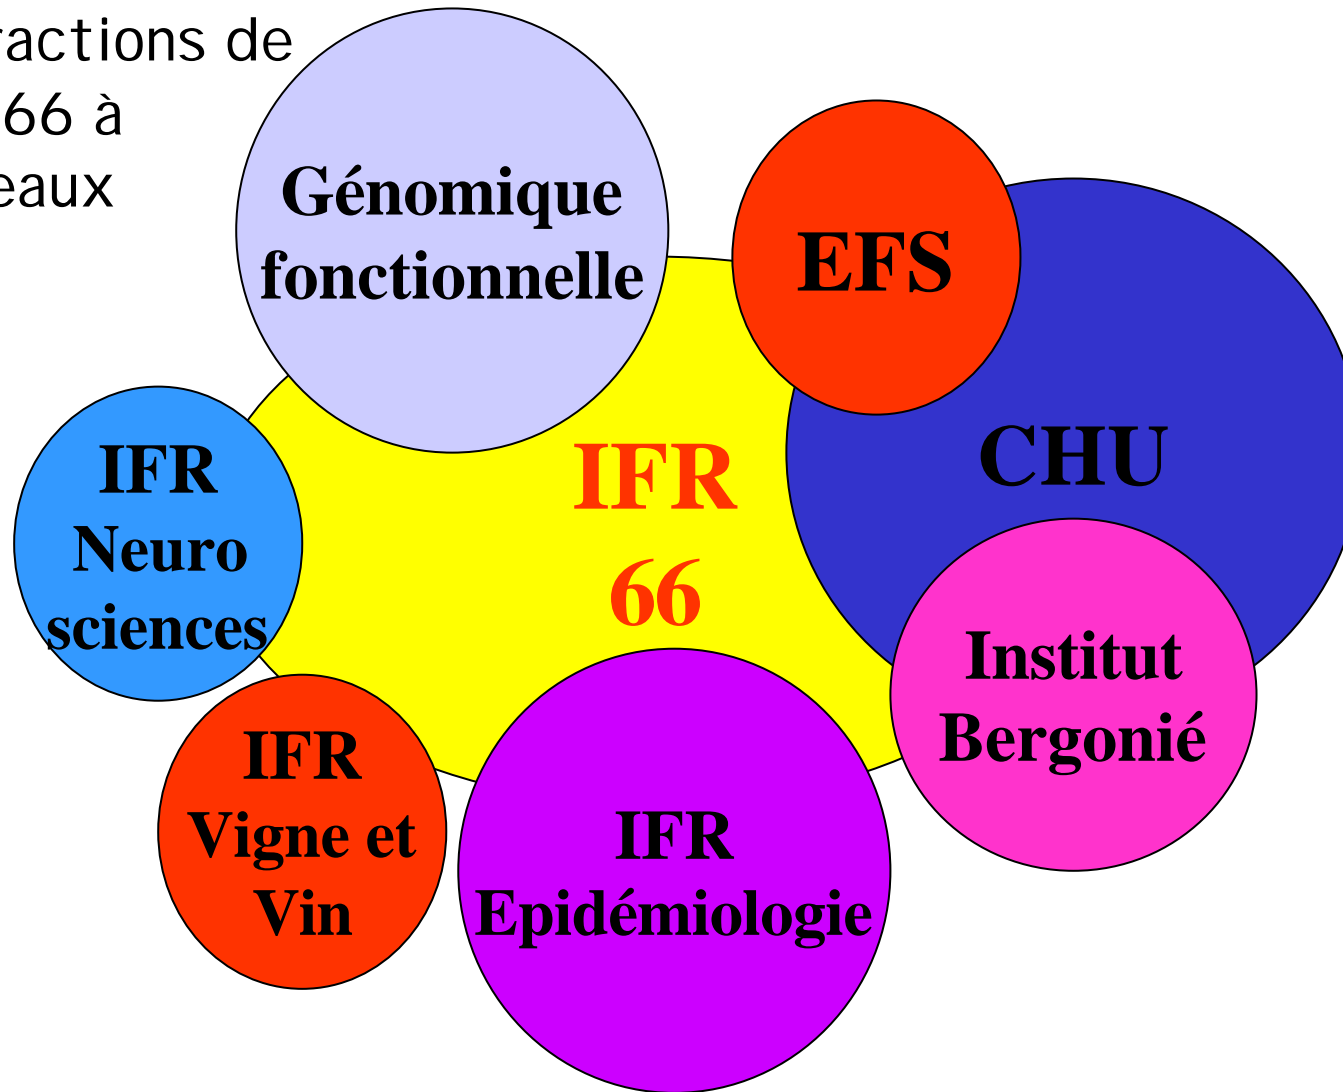 ractions de
66 à
eaux
Génomique
fonctionnelle
EFS
CHU
IFR
66
IFR
Neuro
sciences
Institut
Bergonié
IFR
Vigne et
Vin
IFR
Epidémiologie